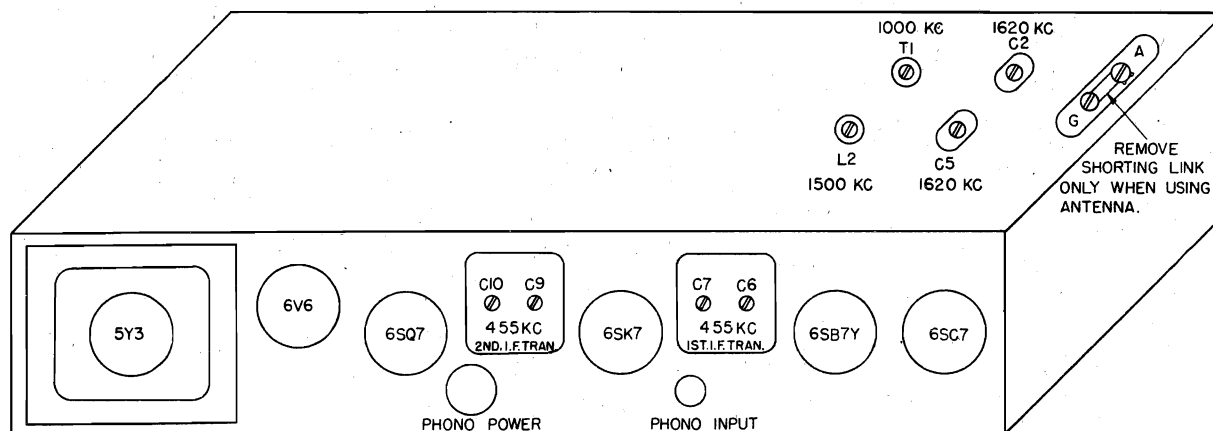 1000 KC
T1
1620 KC
C2
A
G
L2
1500 KC
C5
1620 KC
REMOVE
SHORTING LINK
ONLY WHEN USING
ANTENNA.
5Y3
6V6
6SQ7
C10 C9
455KC
2ND. I.F. TRAN.
6SK7
C7 C6
455KC
1ST. I.F. TRAN.
6SB7Y
6SG7
PHONO POWER
PHONO INPUT